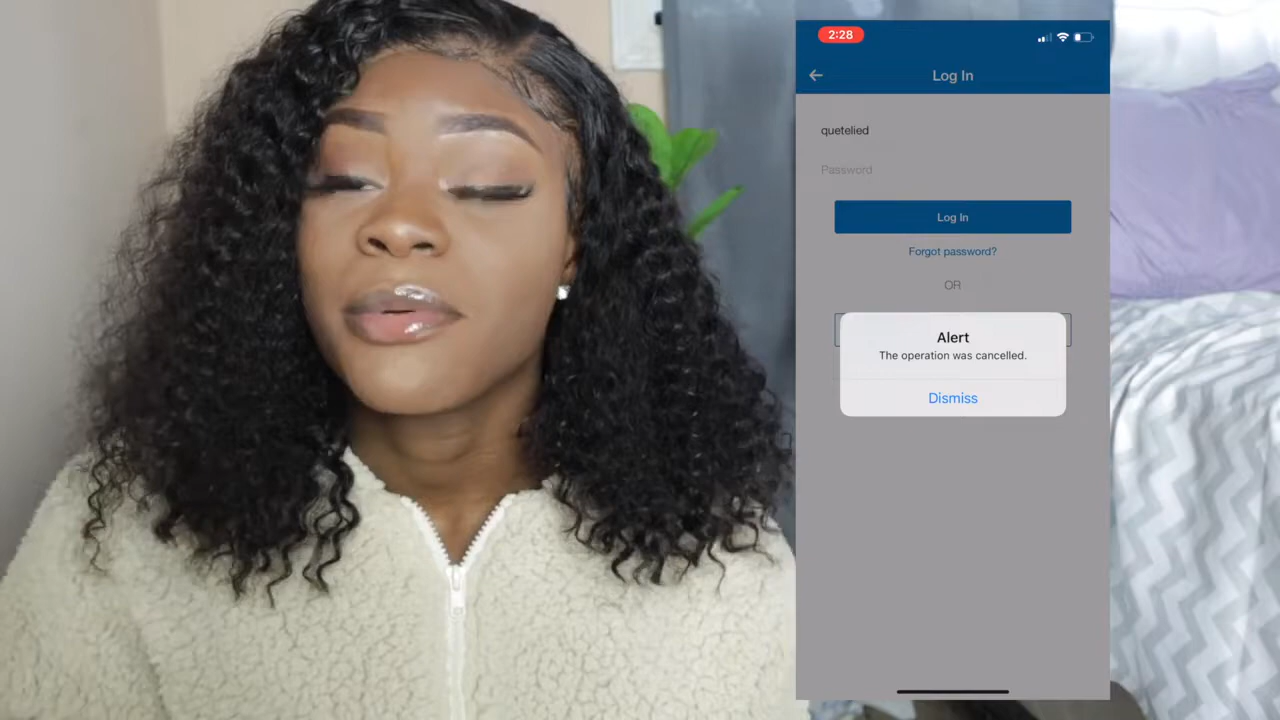 2:28
Log In
quetelied
Password
Log In
Forgot password?
OR
Alert
The operation was cancelled.
Dismiss